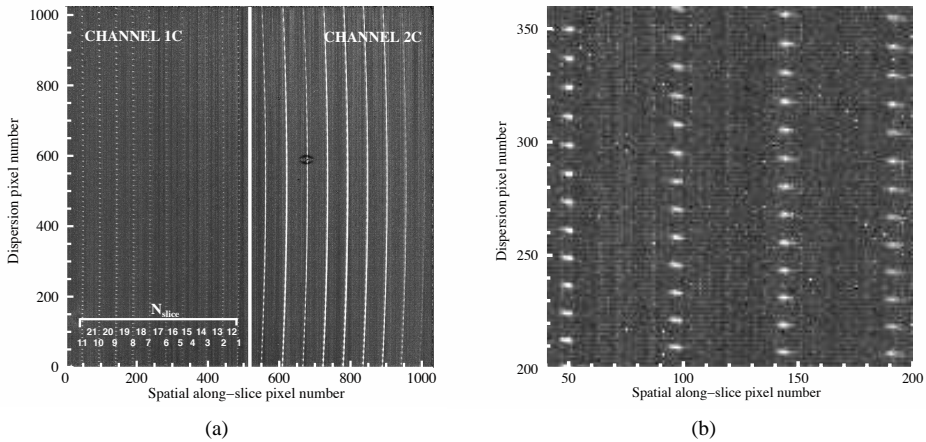 CHANNEL 1C
CHANNEL 2C
1000
800
600
400
200
0
Dispersion pixel number
N_slice
21 20 19 18 17 16 15 14 13 12
11 10 9 8 7 6 5 4 3 2 1
0 200 400 600 800 1000
Spatial along−slice pixel number
(a)
350
300
250
200
Dispersion pixel number
50 100 150 200
Spatial along−slice pixel number
(b)